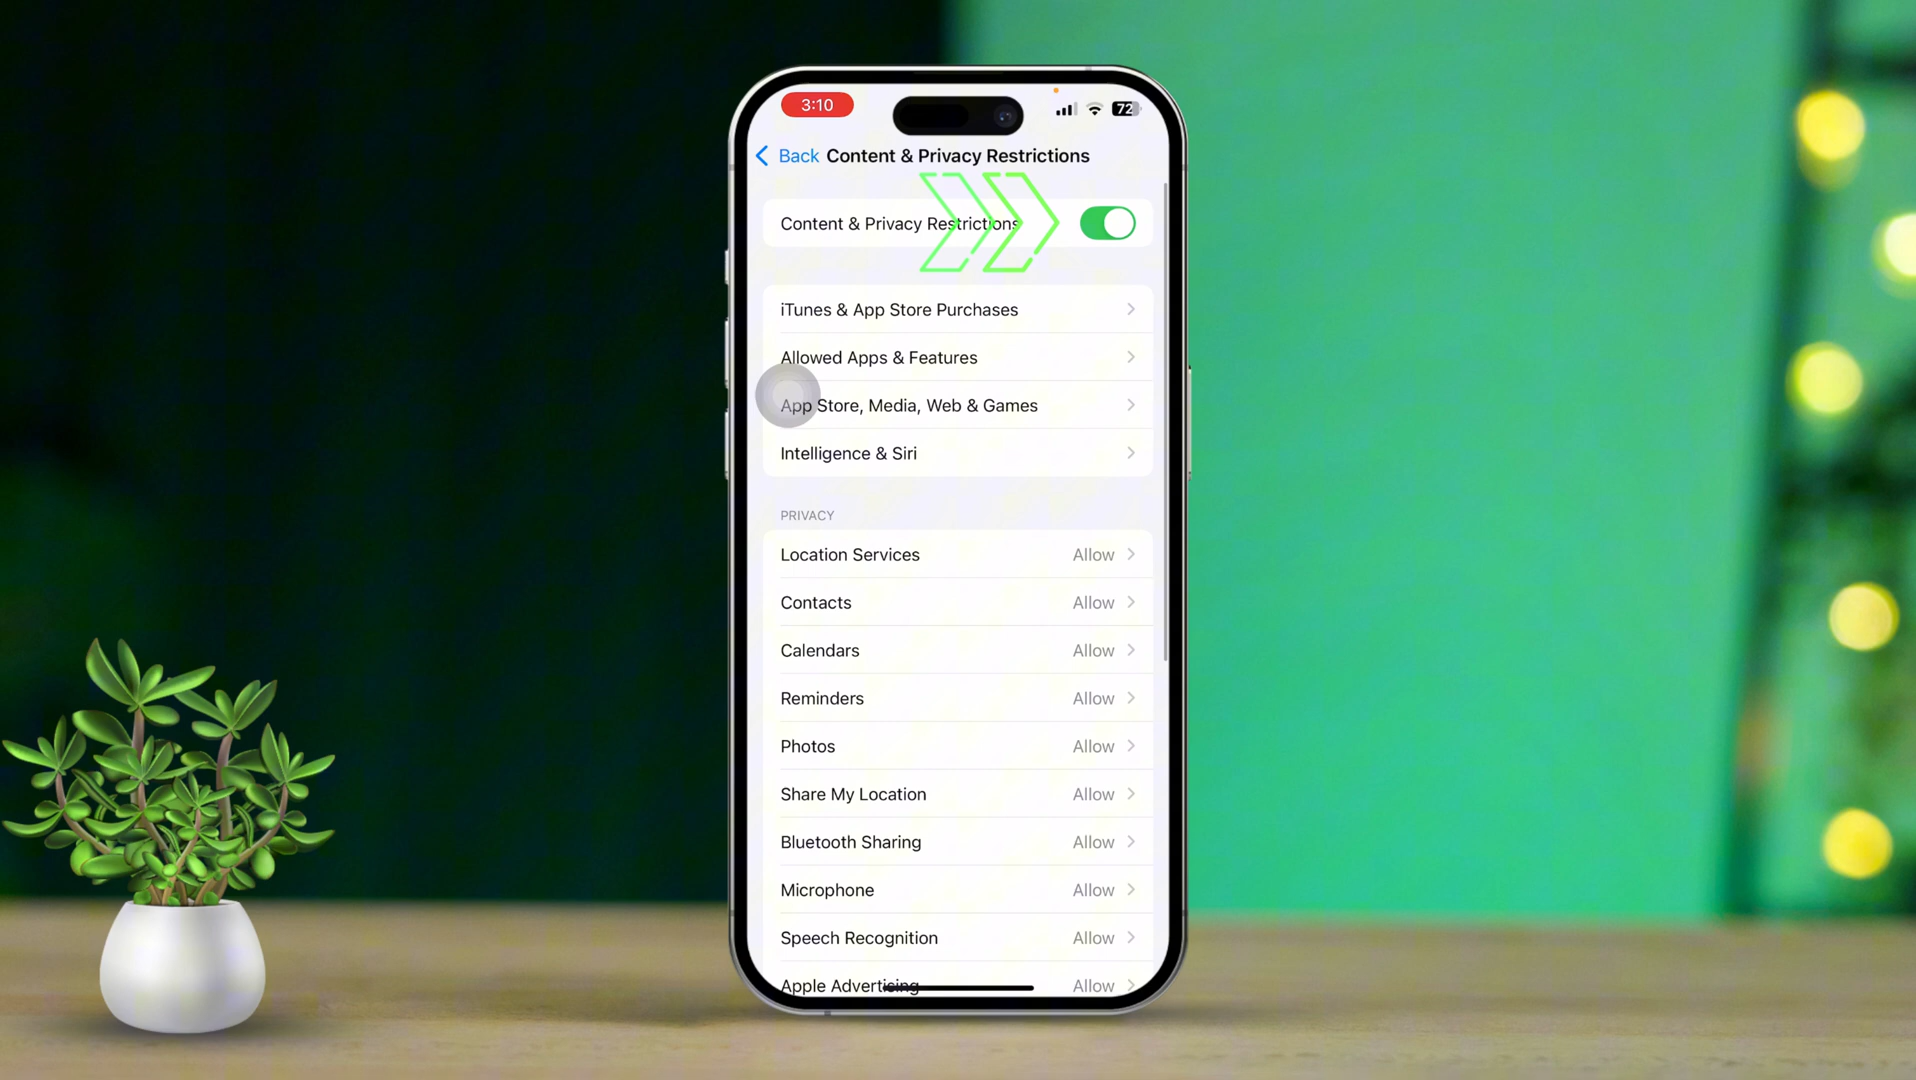 3:10
72
Back Content & Privacy Restrictions
Content & Privacy Restrictions
iTunes & App Store Purchases
Allowed Apps & Features
App Store, Media, Web & Games
Intelligence & Siri
PRIVACY
Location Services Allow
Contacts Allow
Calendars Allow
Reminders Allow
Photos Allow
Share My Location Allow
Bluetooth Sharing Allow
Microphone Allow
Speech Recognition Allow
Apple Advertising Allow